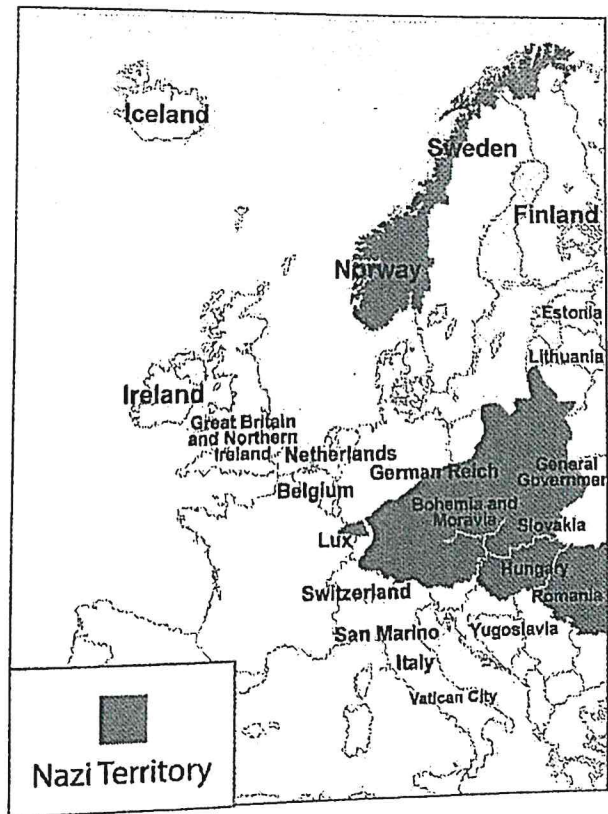 Iceland
Sweden
Finland
Norway
Estonia
Lithuania
Ireland
Great Britain
and Northern
Ireland
Netherlands
German Reich
General
Governmen
Belgium
Bohemia and
Moravia
Slovakia
Lux
Hungary
Switzerland
Romania
San Marino
Yugoslavia
Italy
Vatican City
Nazi Territory